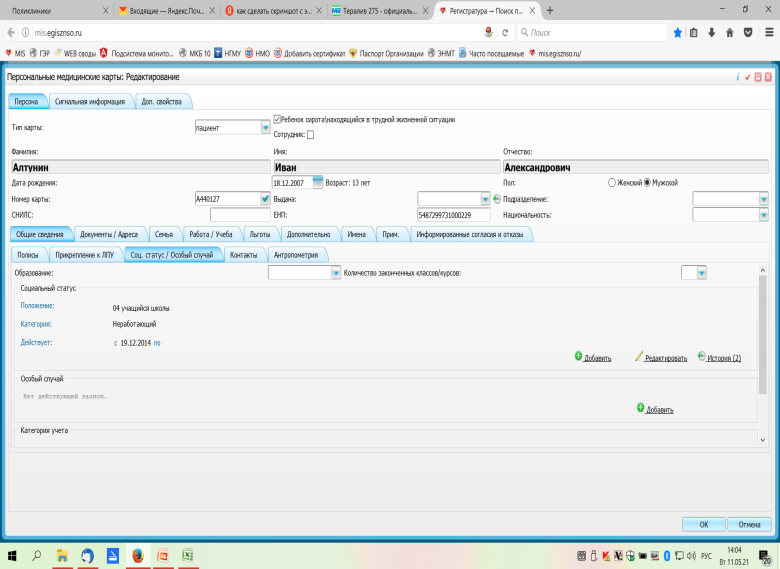 Поликлиники
Входящие — Яндекс.Поч...
как сделать скриншот с э...
Тералив 275 - официаль...
Регистратура → Поиск п...
mis.egisznso.ru
Поиск
MIS
ГЭР
WEB своды
Подсистема монито...
МКБ 10
НГМУ
НМО
Добавить сертификат
Паспорт Организации
ЭНМТ
Часто посещаемые
mis.egisznso.ru/
Персональные медицинские карты: Редактирование
Персона
Сигнальная информация
Доп. свойства
Тип карты:
пациент
Ребенок сирота\находящийся в трудной жизненной ситуации
Сотрудник:
Фамилия:
Имя:
Отчество:
Алтунин
Иван
Александрович
Дата рождения:
18.12.2007
Возраст: 13 лет
Пол:
Женский
Мужской
Номер карты:
A440127
Выдана:
Подразделение:
СНИЛС:
ЕНП:
5487299731000229
Национальность:
Общие сведения
Документы / Адреса
Семья
Работа / Учеба
Льготы
Дополнительно
Имена
Прим.
Информированные согласия и отказы
Полисы
Прикрепление к ЛПУ
Соц. статус / Особый случай
Контакты
Антропометрия
Образование:
Количество законченных классов/курсов:
Социальный статус
Положение:
04 учащийся школы
Категория:
Неработающий
Действует:
с 19.12.2014 по
Добавить
Редактировать
История (2)
Особый случай
Нет действующей записи.
Добавить
Категория учета
OK
Отмена
РУС
14:04
Вт 11.05.21
20